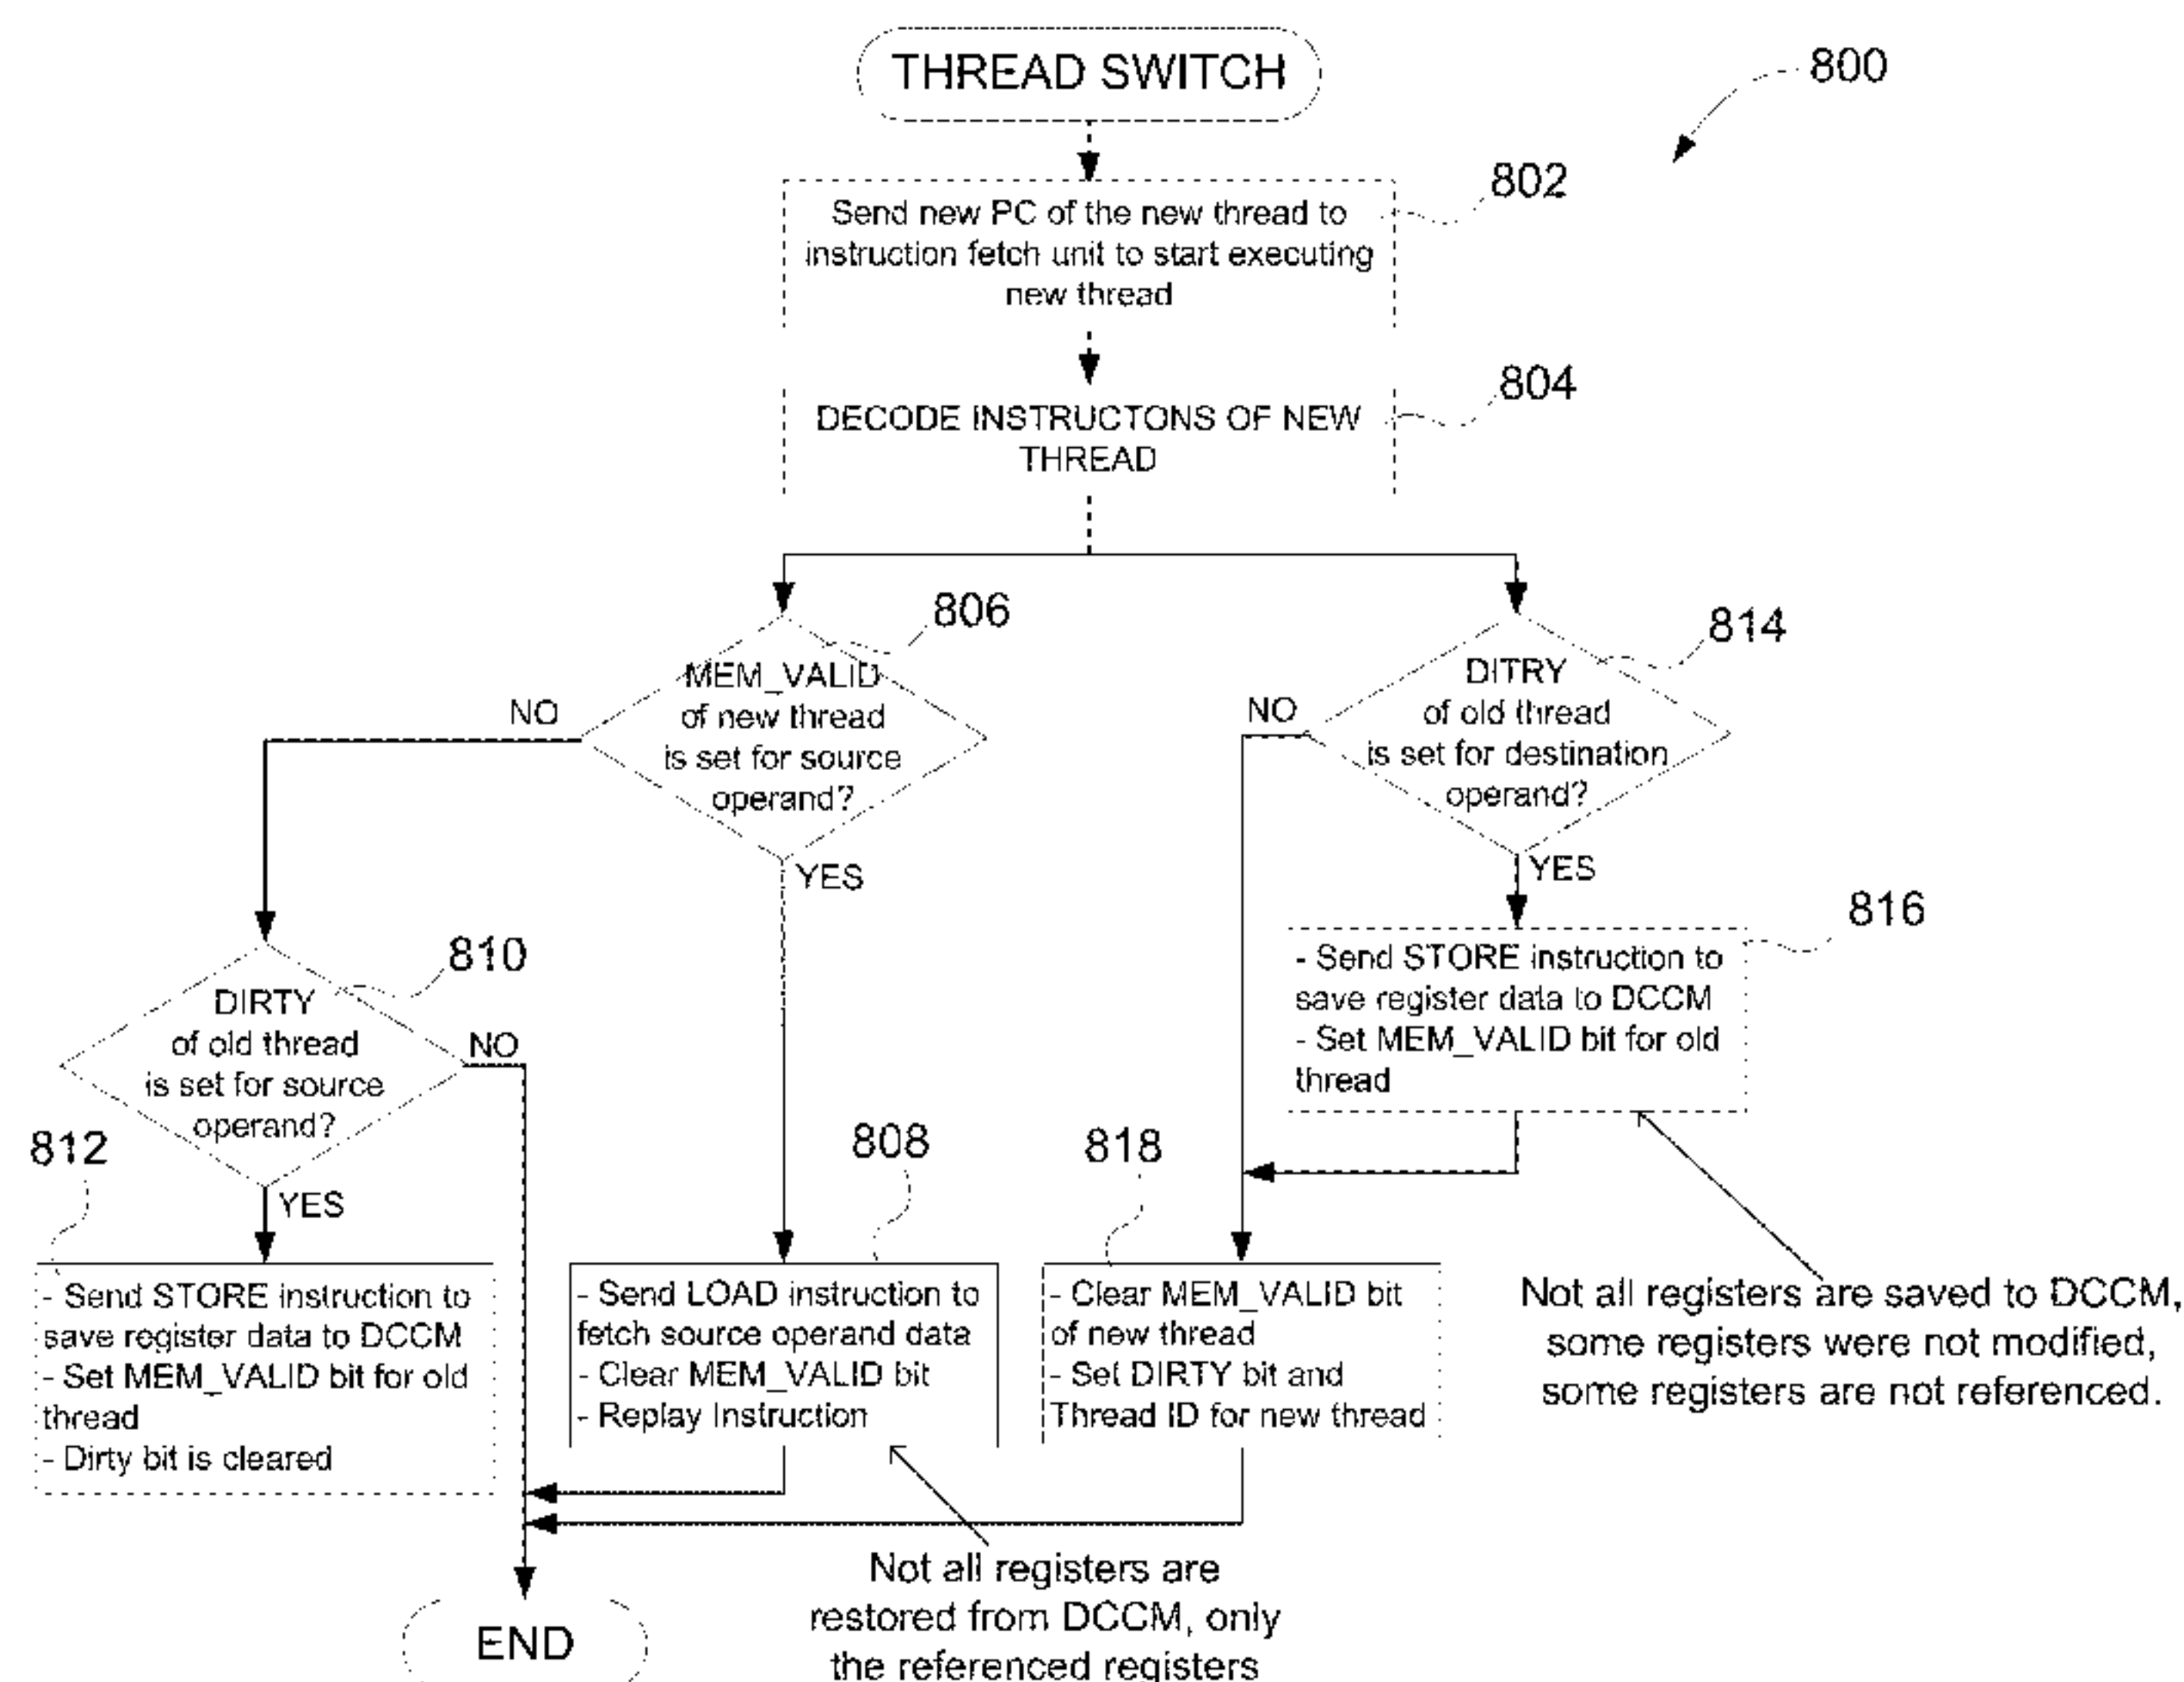 THREAD SWITCH
800
802
Send new PC of the new thread to
instruction fetch unit to start executing
new thread
804
DECODE INSTRUCTONS OF NEW
THREAD
806
MEM_VALID
of new thread
is set for source
operand?
NO
YES
814
DITRY
of old thread
is set for destination
operand?
NO
YES
810
DIRTY
of old thread
is set for source
operand?
NO
YES
816
- Send STORE instruction to
save register data to DCCM
- Set MEM_VALID bit for old
thread
812
- Send STORE instruction to
save register data to DCCM
- Set MEM_VALID bit for old
thread
- Dirty bit is cleared
808
- Send LOAD instruction to
fetch source operand data
- Clear MEM_VALID bit
- Replay Instruction
818
- Clear MEM_VALID bit
of new thread
- Set DIRTY bit and
Thread ID for new thread
Not all registers are saved to DCCM,
some registers were not modified,
some registers are not referenced.
Not all registers are
restored from DCCM, only
the referenced registers
END